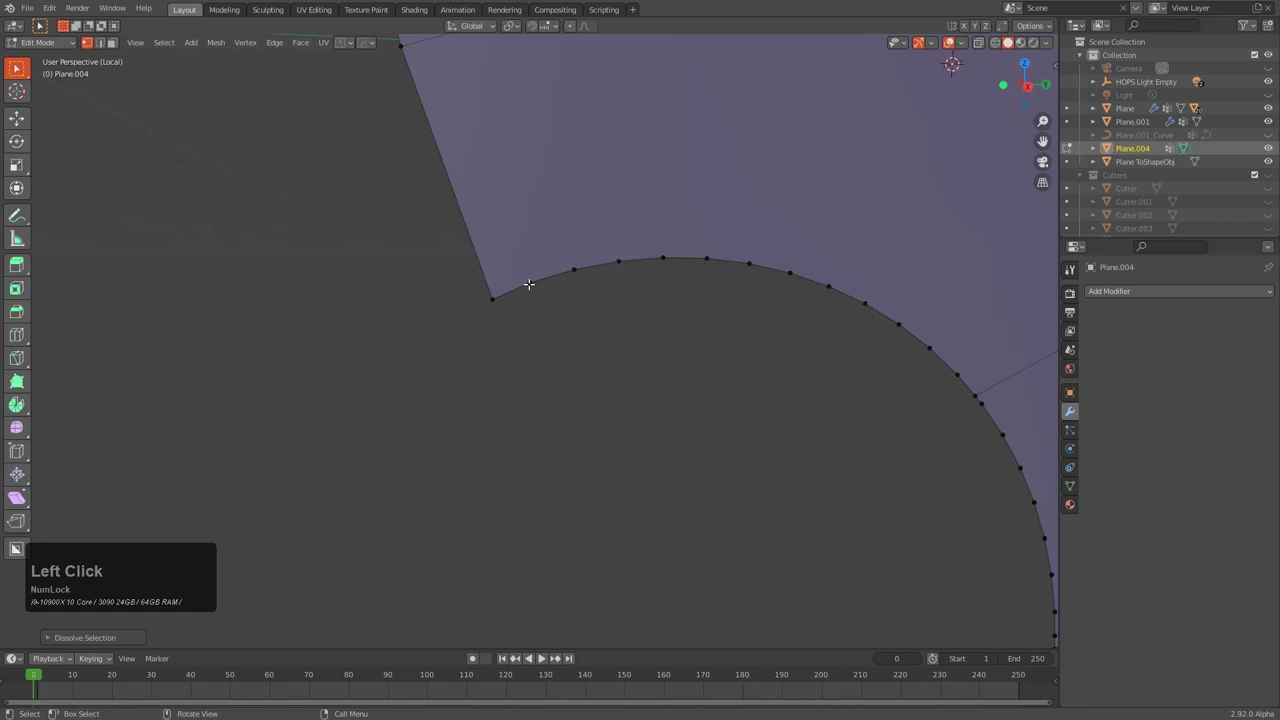 File Edit Render Window Help Layout Modeling Sculpting UV Editing Texture Paint Shading Animation Rendering Compositing Scripting + Scene View Layer
Global Options
Edit Mode View Select Add Mesh Vertex Edge Face UV
User Perspective (Local)
(0) Plane.004
Z
Y
X
Scene Collection
Collection
Camera
HOPS Light Empty 2
Light
Plane
Plane.001
Plane.001_Curve
Plane.004
Plane ToShapeObj
Cutters
Cutter
Cutter.001
Cutter.002
Cutter.003
Plane.004
Add Modifier
Left Click
NumLock
/i9-10900X 10 Core / 3090 24GB / 64GB RAM /
Dissolve Selection
Playback Keying View Marker 0 Start 1 End 250
0 10 20 30 40 50 60 70 80 90 100 110 120 130 140 150 160 170 180 190 200 210 220 230 240 250
Select Box Select Rotate View Call Menu 2.92.0 Alpha